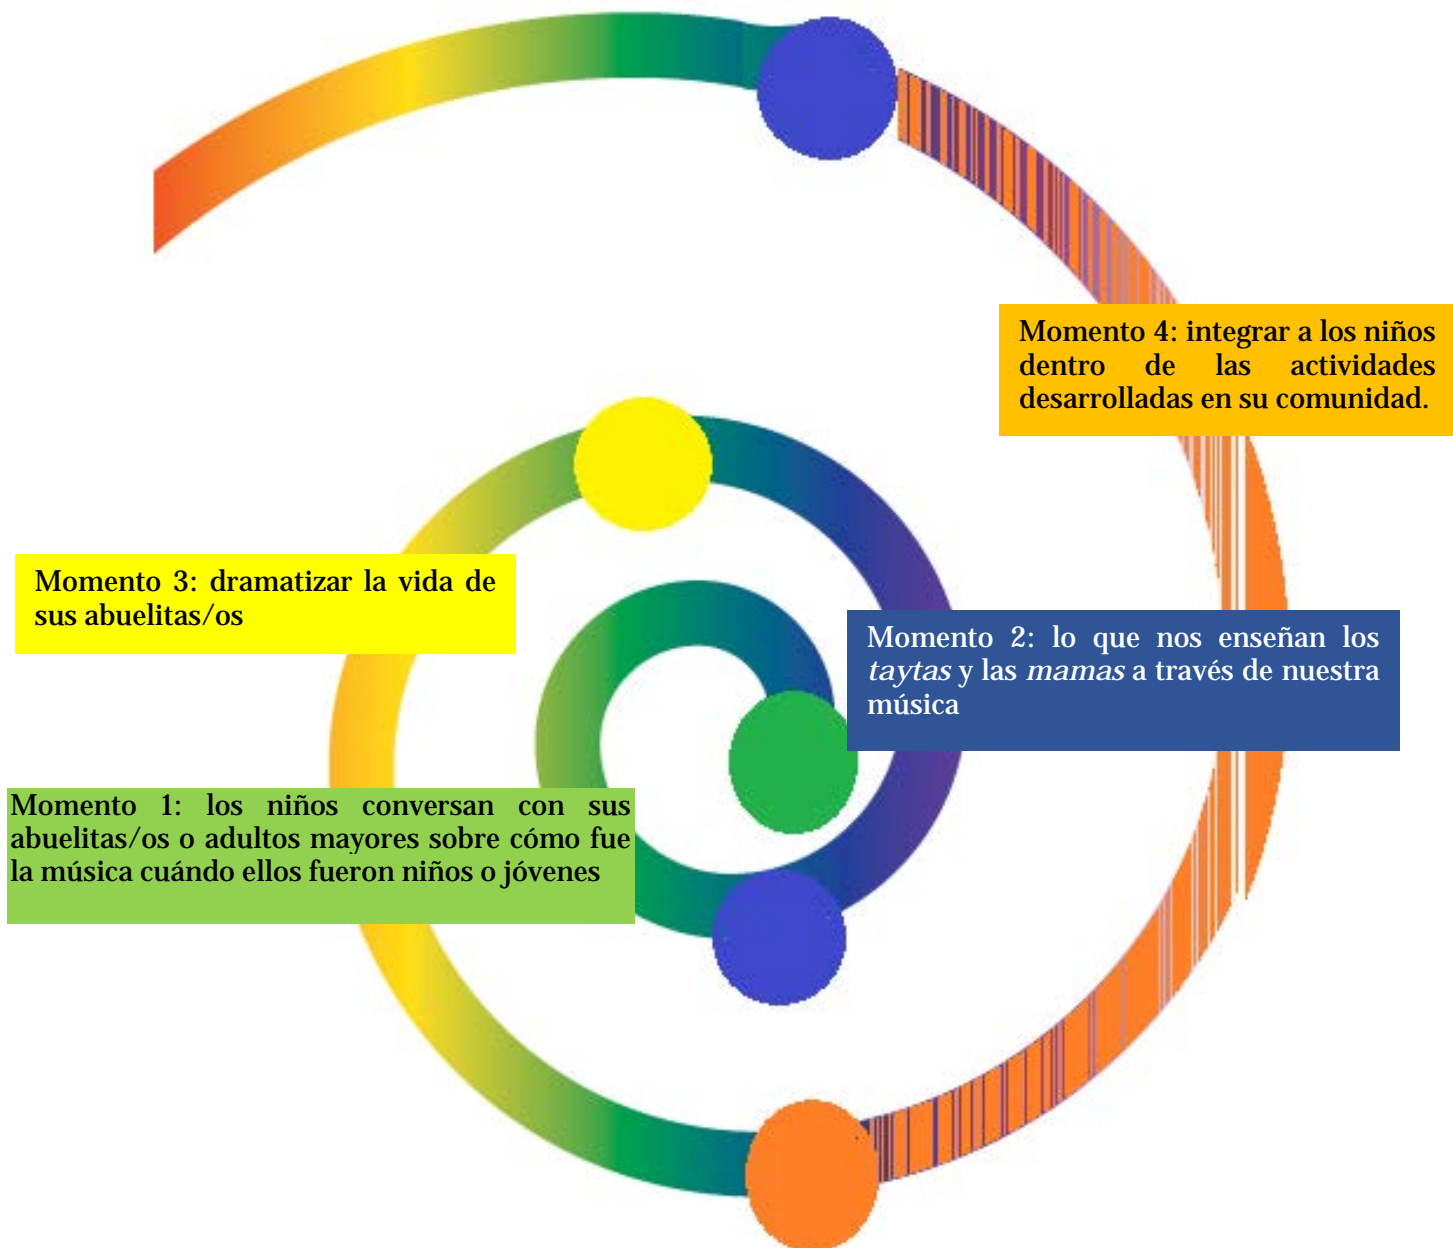 Momento 4: integrar a los niños
dentro de las actividades
desarrolladas en su comunidad.
Momento 3: dramatizar la vida de
sus abuelitas/os
Momento 2: lo que nos enseñan los
taytas y las mamas a través de nuestra
música
Momento 1: los niños conversan con sus
abuelitas/os o adultos mayores sobre cómo fue
la música cuándo ellos fueron niños o jóvenes